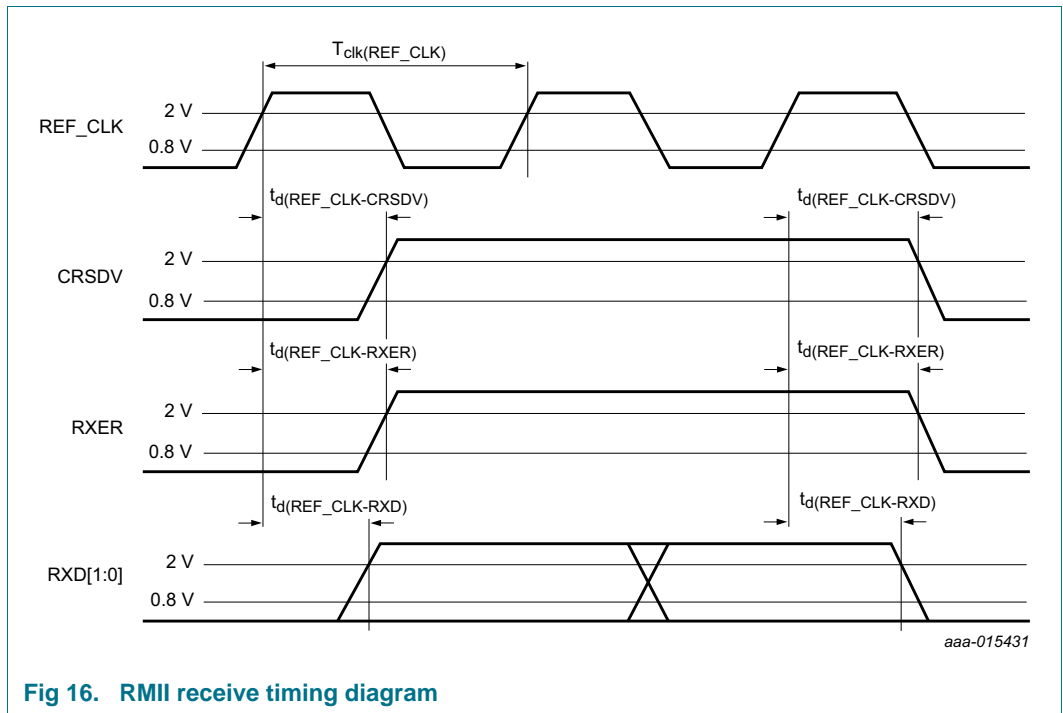 Tclk(REF_CLK)
2 V
REF_CLK
0.8 V
td(REF_CLK-CRSDV) td(REF_CLK-CRSDV)
2 V
CRSDV
0.8 V
td(REF_CLK-RXER) td(REF_CLK-RXER)
2 V
RXER
0.8 V
td(REF_CLK-RXD) td(REF_CLK-RXD)
2 V
RXD[1:0]
0.8 V
aaa-015431
Fig 16. RMII receive timing diagram